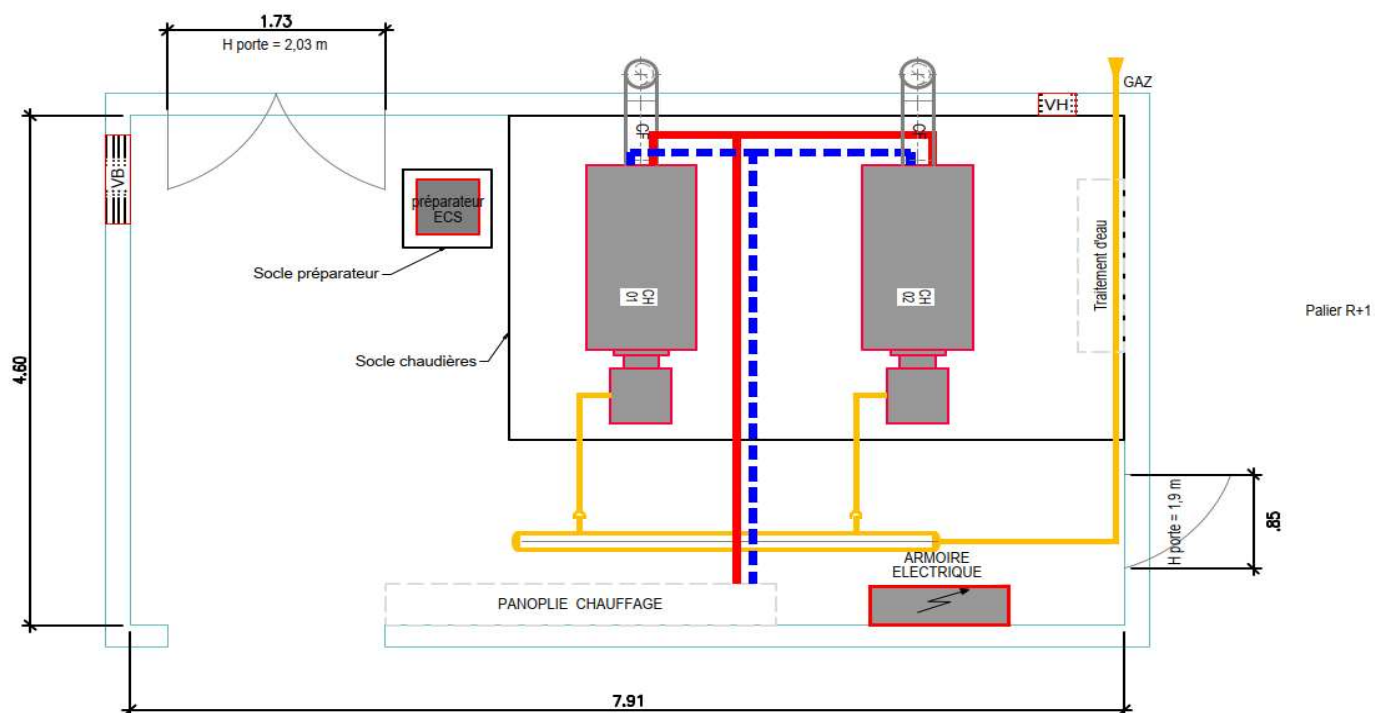 1.73
H porte = 2,03 m
GAZ
VH
VB
CF
CF
préparateur
ECS
Socle préparateur
CH
01
CH
02
Traitement d'eau
Palier R+1
Socle chaudières
4.60
H porte = 1,9 m
.85
ARMOIRE
ELECTRIQUE
PANOPLIE CHAUFFAGE
7.91